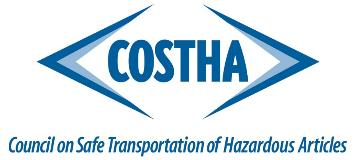 COSTHA
Council on Safe Transportation of Hazardous Articles